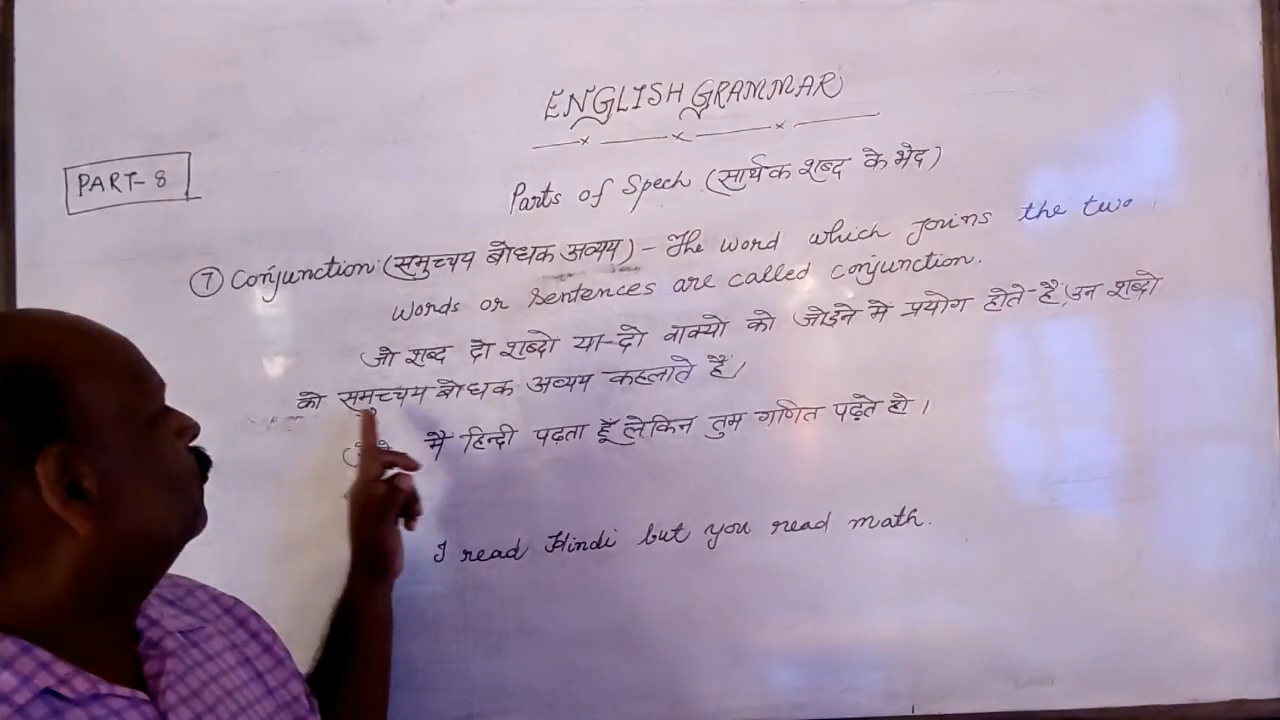 ENGLISH GRAMMAR
PART-8
Parts of Spech (सार्थक शब्द के भेद)
⑦ Conjunction (समुच्चय बोधक अव्यय) - The word which joins the two
words or sentences are called conjunction.
जो शब्द दो शब्दो या दो वाक्यो को जोड़ने में प्रयोग होते हैं, उन शब्दो
को समुच्चय बोधक अव्यय कहलाते हैं।
मैं हिन्दी पढ़ता हूँ लेकिन तुम गणित पढ़ते हो।
I read Hindi but you read math.